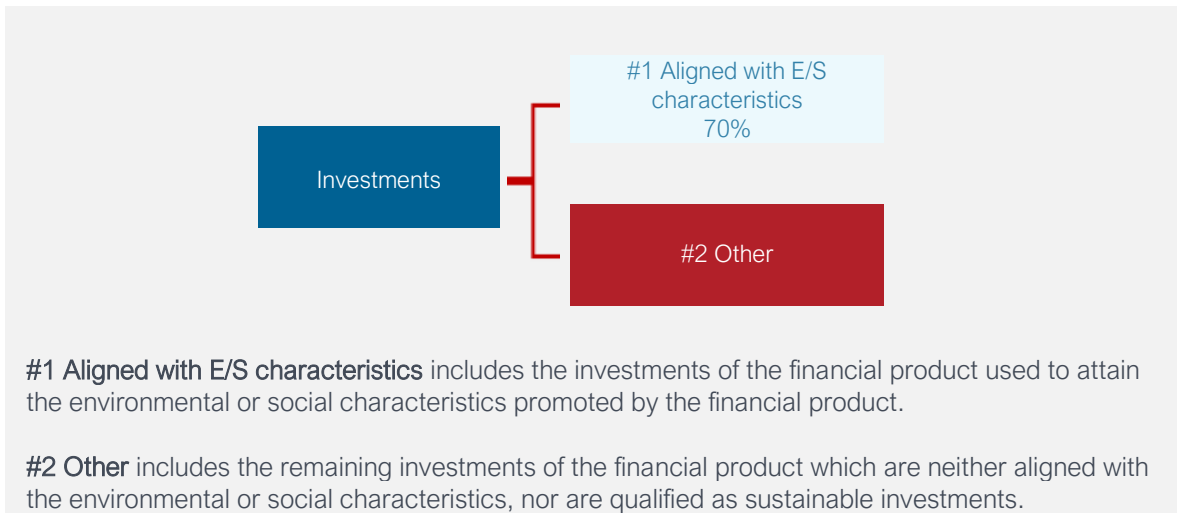 #1 Aligned with E/S
characteristics
70%
Investments
#2 Other
#1 Aligned with E/S characteristics includes the investments of the financial product used to attain
the environmental or social characteristics promoted by the financial product.
#2 Other includes the remaining investments of the financial product which are neither aligned with
the environmental or social characteristics, nor are qualified as sustainable investments.